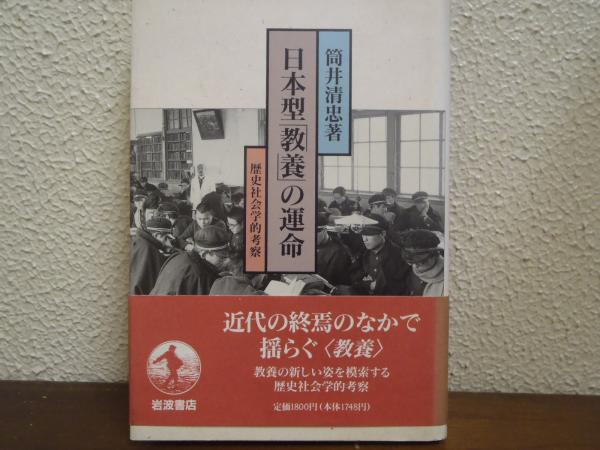 筒井清忠著
日本型「教養」の運命
歴史社会学的考察
近代の終焉のなかで
揺らぐ〈教養〉
教養の新しい姿を模索する
歴史社会学的考察
岩波書店
定価1800円(本体1748円)